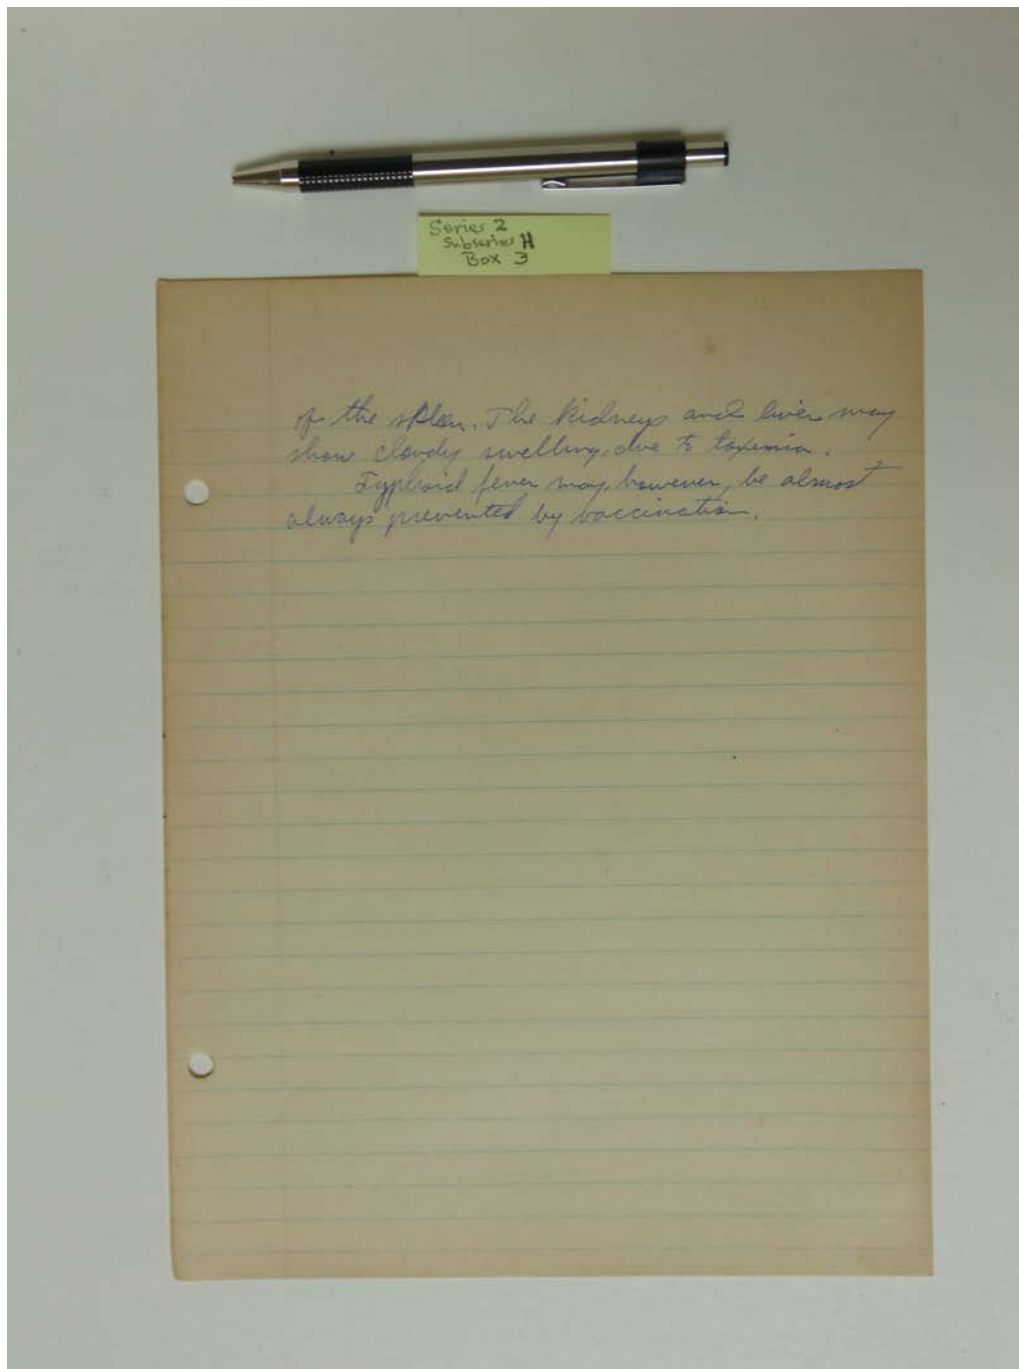 Series 2
Subseries H
Box 3
of the spleen. The kidneys and liver may
show cloudy swelling due to toxemia.
Typhoid fever may, however, be almost
always prevented by vaccination.